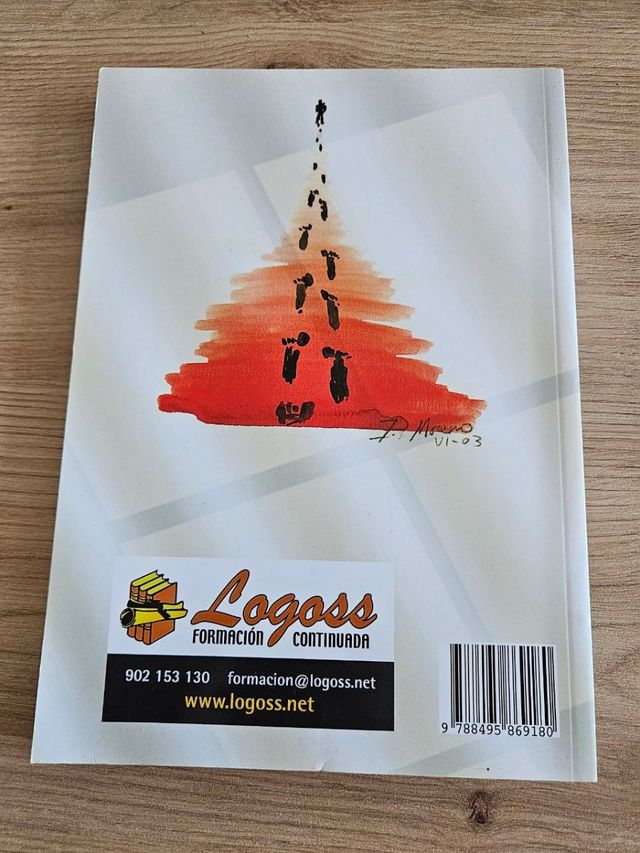 I. Moreno
VI-03
Logoss
FORMACIÓN CONTINUADA
902 153 130 formacion@logoss.net
www.logoss.net
9 788495 869180